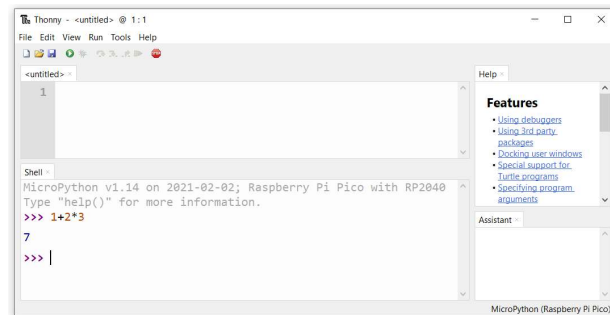 Thonny - <untitled> @ 1:1
File Edit View Run Tools Help
<untitled>
1
Shell
MicroPython v1.14 on 2021-02-02; Raspberry Pi Pico with RP2040
Type "help()" for more information.
>>> 1+2*3
7
>>>
Help
Features
• Using debuggers
• Using 3rd party
packages
• Docking user windows
• Special support for
Turtle programs
• Specifying program
arguments
Assistant
MicroPython (Raspberry Pi Pico)